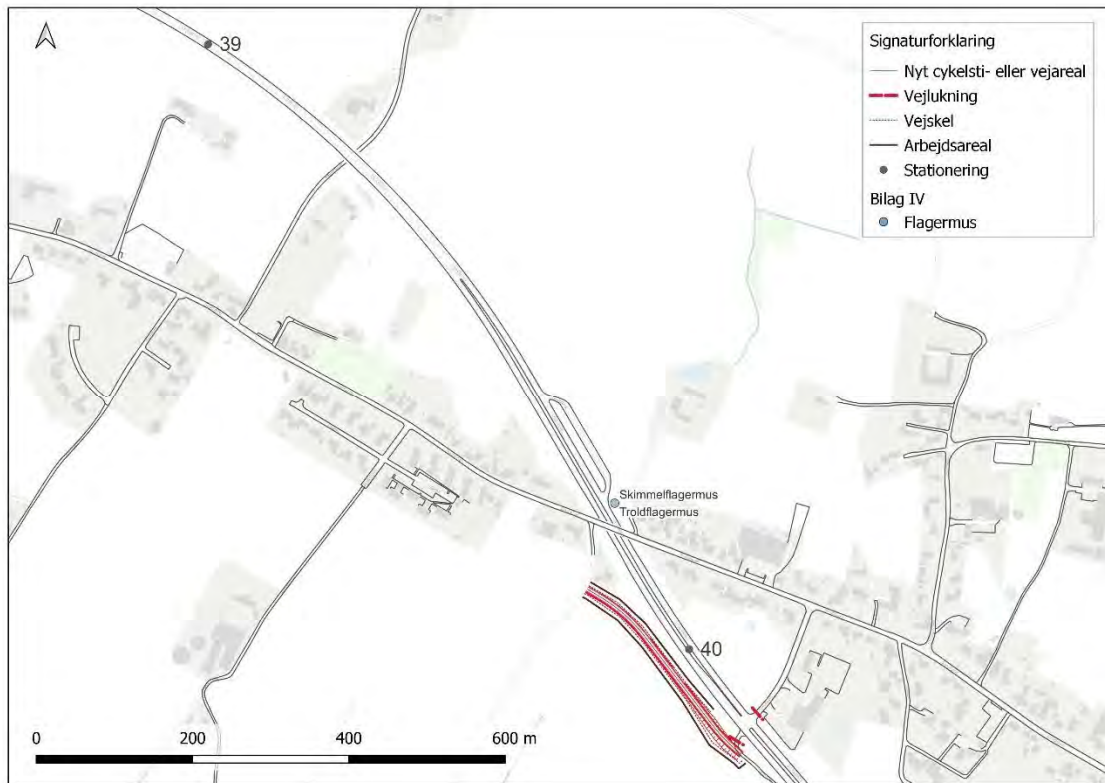 39
Signaturforklaring
Nyt cykelsti- eller vejareal
Vejlukning
Vejskel
Arbejdsareal
Stationering
Bilag IV
Flagermus
Skimmelflagermus
Troldflagermus
40
0 200 400 600 m